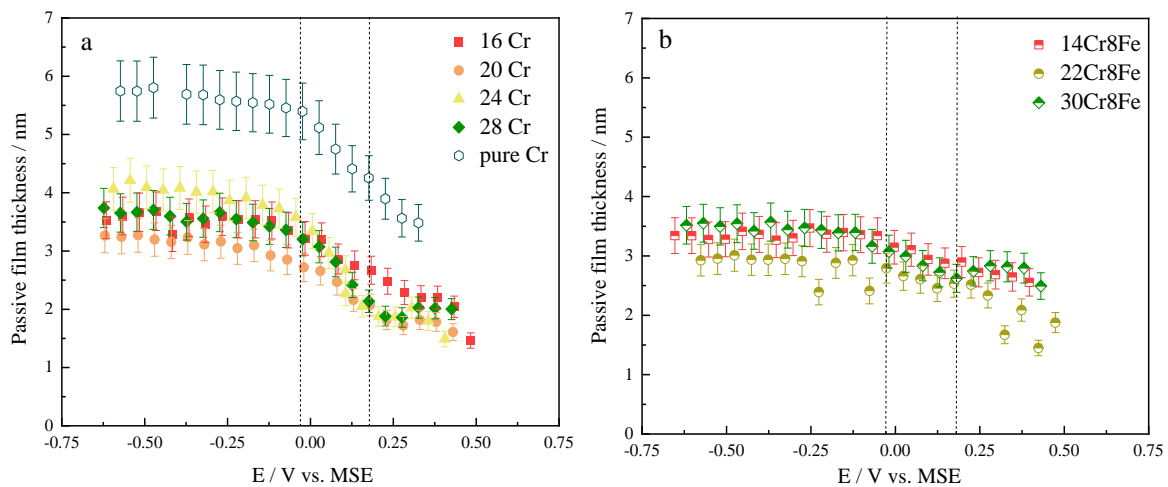 a
16 Cr
20 Cr
24 Cr
28 Cr
pure Cr
7
6
5
4
3
2
1
0
Passive film thickness / nm
-0.75
-0.50
-0.25
0.00
0.25
0.50
0.75
E / V vs. MSE
b
14Cr8Fe
22Cr8Fe
30Cr8Fe
7
6
5
4
3
2
1
0
Passive film thickness / nm
-0.75
-0.50
-0.25
0.00
0.25
0.50
0.75
E / V vs. MSE